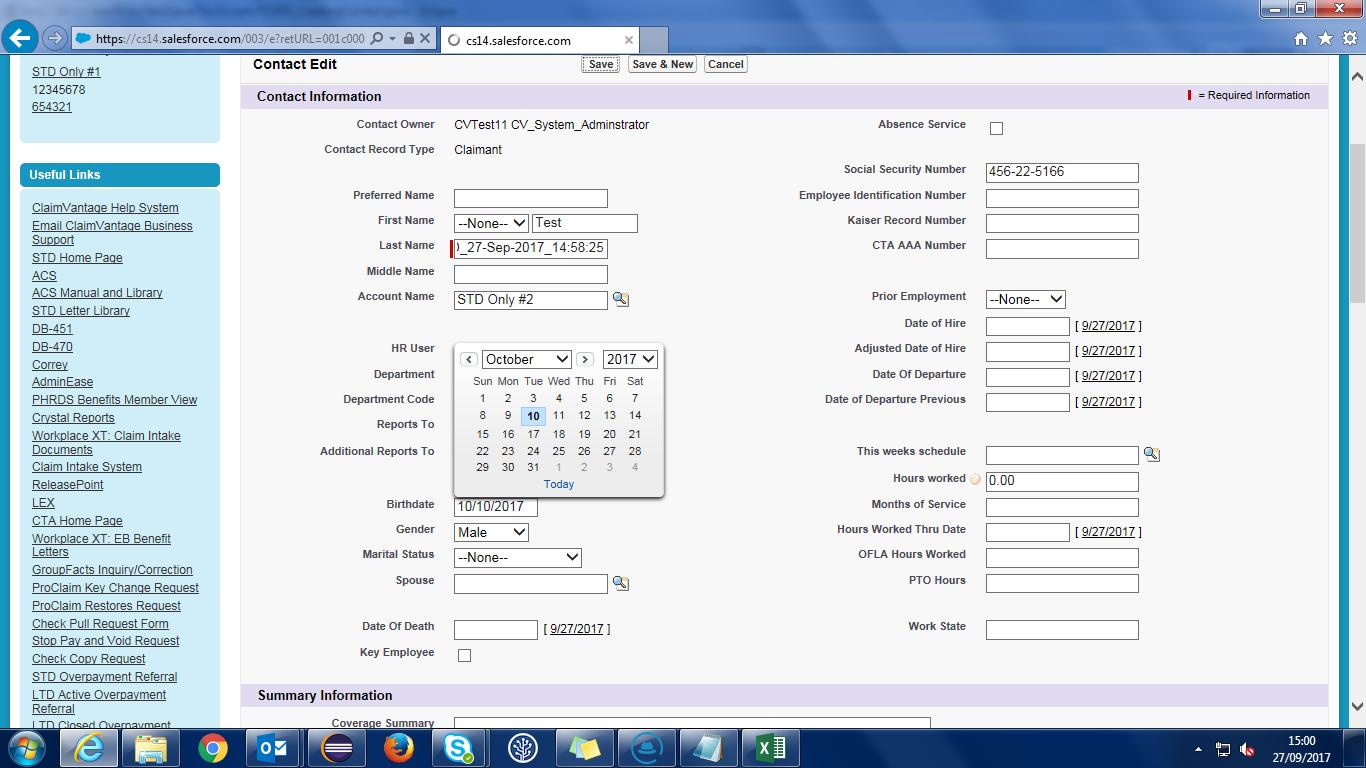 https://cs14.salesforce.com/003/e?retURL=001c000
cs14.salesforce.com
STD Only #1
12345678
654321
Useful Links
ClaimVantage Help System
Email ClaimVantage Business
Support
STD Home Page
ACS
ACS Manual and Library
STD Letter Library
DB-451
DB-470
Correy
AdminEase
PHRDS Benefits Member View
Crystal Reports
Workplace XT: Claim Intake
Documents
Claim Intake System
ReleasePoint
LEX
CTA Home Page
Workplace XT: EB Benefit
Letters
GroupFacts Inquiry/Correction
ProClaim Key Change Request
ProClaim Restores Request
Check Pull Request Form
Stop Pay and Void Request
Check Copy Request
STD Overpayment Referral
LTD Active Overpayment
Referral
LTD Closed Overpayment
Contact Edit
Save
Save & New
Cancel
Contact Information
= Required Information
Contact Owner CVTest11 CV_System_Adminstrator
Contact Record Type Claimant
Preferred Name
First Name --None-- Test
Last Name _27-Sep-2017_14:58:25
Middle Name
Account Name STD Only #2
HR User
Department
Department Code
Reports To
Additional Reports To
October 2017
Sun Mon Tue Wed Thu Fri Sat
1 2 3 4 5 6 7
8 9 10 11 12 13 14
15 16 17 18 19 20 21
22 23 24 25 26 27 28
29 30 31 1 2 3 4
Today
Birthdate 10/10/2017
Gender Male
Marital Status --None--
Spouse
Date Of Death [ 9/27/2017 ]
Key Employee
Absence Service
Social Security Number 456-22-5166
Employee Identification Number
Kaiser Record Number
CTA AAA Number
Prior Employment --None--
Date of Hire [ 9/27/2017 ]
Adjusted Date of Hire [ 9/27/2017 ]
Date Of Departure [ 9/27/2017 ]
Date of Departure Previous [ 9/27/2017 ]
This weeks schedule
Hours worked 0.00
Months of Service
Hours Worked Thru Date [ 9/27/2017 ]
OFLA Hours Worked
PTO Hours
Work State
Summary Information
Coverage Summary
15:00
27/09/2017